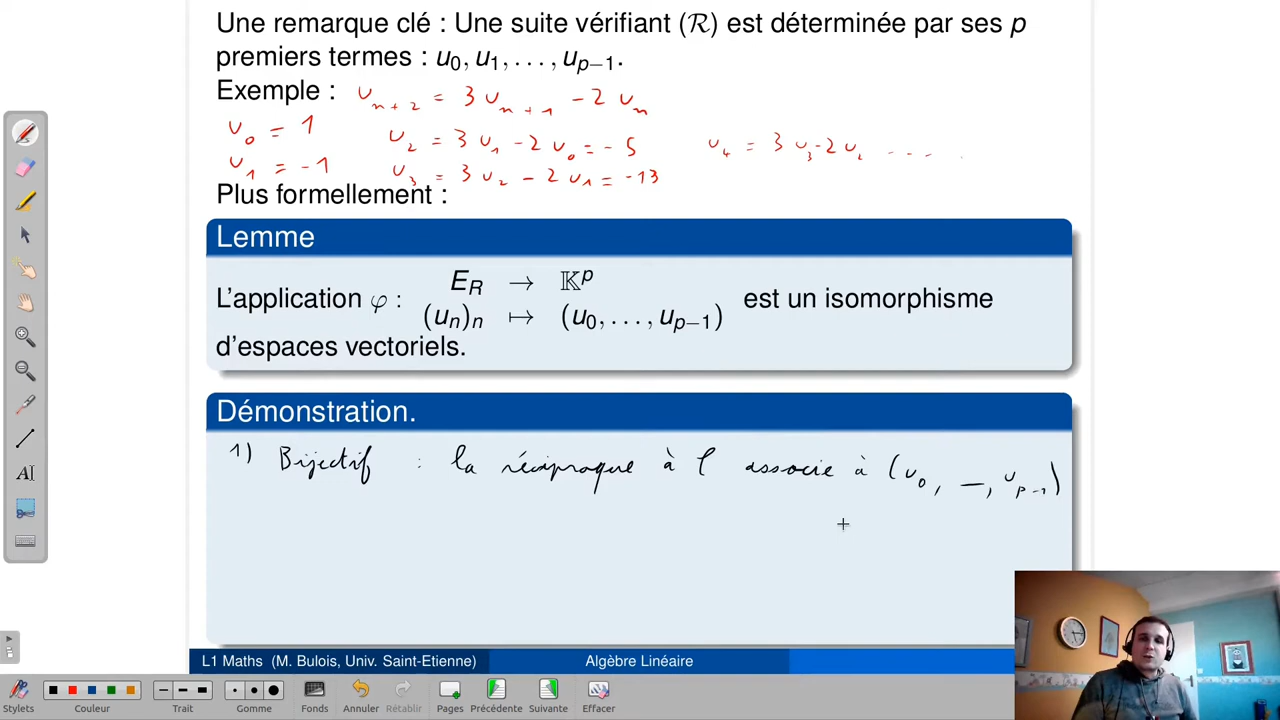 Une remarque clé : Une suite vérifiant (ℛ) est déterminée par ses p
premiers termes : u₀, u₁, . . . , uₚ₋₁.
Exemple : uₙ₊₂ = 3 uₙ₊₁ - 2 uₙ
u₀ = 1 u₂ = 3 u₁ - 2 u₀ = - 5 u₄ = 3 u₃ - 2 u₂ - - - .
u₁ = -1 u₃ = 3 u₂ - 2 u₁ = -13
Plus formellement :
Lemme
E_R → 𝕂ᵖ
L'application φ : est un isomorphisme
(uₙ)ₙ ↦ (u₀, . . . , uₚ₋₁)
d'espaces vectoriels.
Démonstration.
1) Bijectif : la réciproque à φ associe à (u₀, —, uₚ₋₁)
L1 Maths (M. Bulois, Univ. Saint-Etienne) Algèbre Linéaire
Stylets Couleur Trait Gomme Fonds Annuler Rétablir Pages Précédente Suivante Effacer